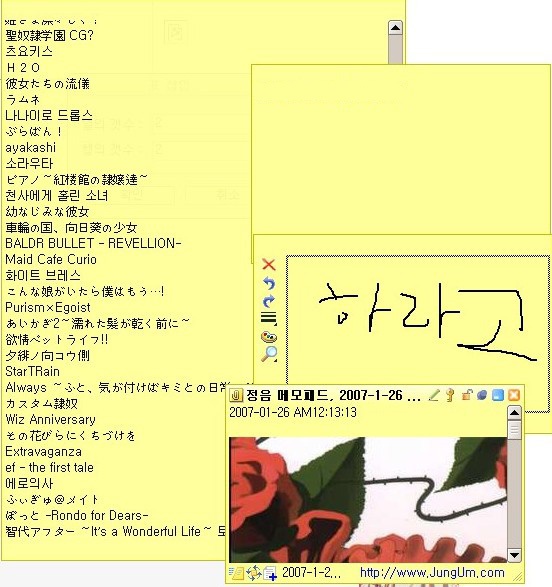 聖奴隷学園 CG?
츠요키스
Ｈ２Ｏ
彼女たちの流儀
ラムネ
나나이로 드롭스
ぶらばん！
ayakashi
소라우타
ピアノ～紅楼館の隷嬢達～
천사에게 홀린 소녀
幼なじみな彼女
車輪の国、向日葵の少女
BALDR BULLET - REVELLION-
Maid Cafe Curio
화이트 브레스
こんな娘がいたら僕はもう…!
Purism×Egoist
あいかぎ2～濡れた髪が乾く前に～
欲情ペットライフ!!
夕緋ノ向コウ側
StarTRain
Always ～ふと、気が付けばキミとの日常
カスタム隷奴
Wiz Anniversary
その花びらにくちづけを
Extravaganza
ef - the first tale
에로의사
ふぃぎゅ@メイト
ぽっと -Rondo for Dears-
智代アフター ～It's a Wonderful Life～
하라고
정음 메모패드, 2007-1-26 ...
2007-01-26 AM12:13:13
2007-1-2...
http://www.JungUm.com